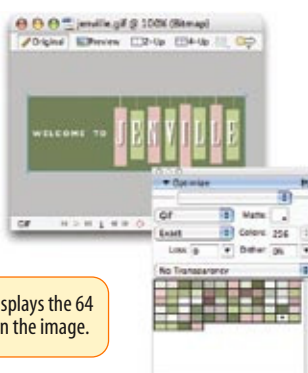 jenville.gif @ 100% (Bitmap)
Original Preview 2-Up 4-Up
WELCOME TO JENVILLE
GIF
Optimize
GIF Matte:
Exact Colors: 256
Loss: 0 Dither: 0%
No Transparency
splays the 64
n the image.